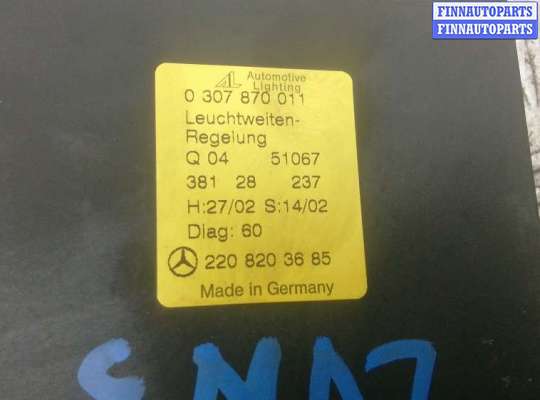 FINNAUTOPARTS
FINNAUTOPARTS
Automotive
Lighting
0 307 870 011
Leuchtweiten-
Regelung
Q 04 51067
381 28 237
H:27/02 S:14/02
Diag: 60
220 820 36 85
Made in Germany